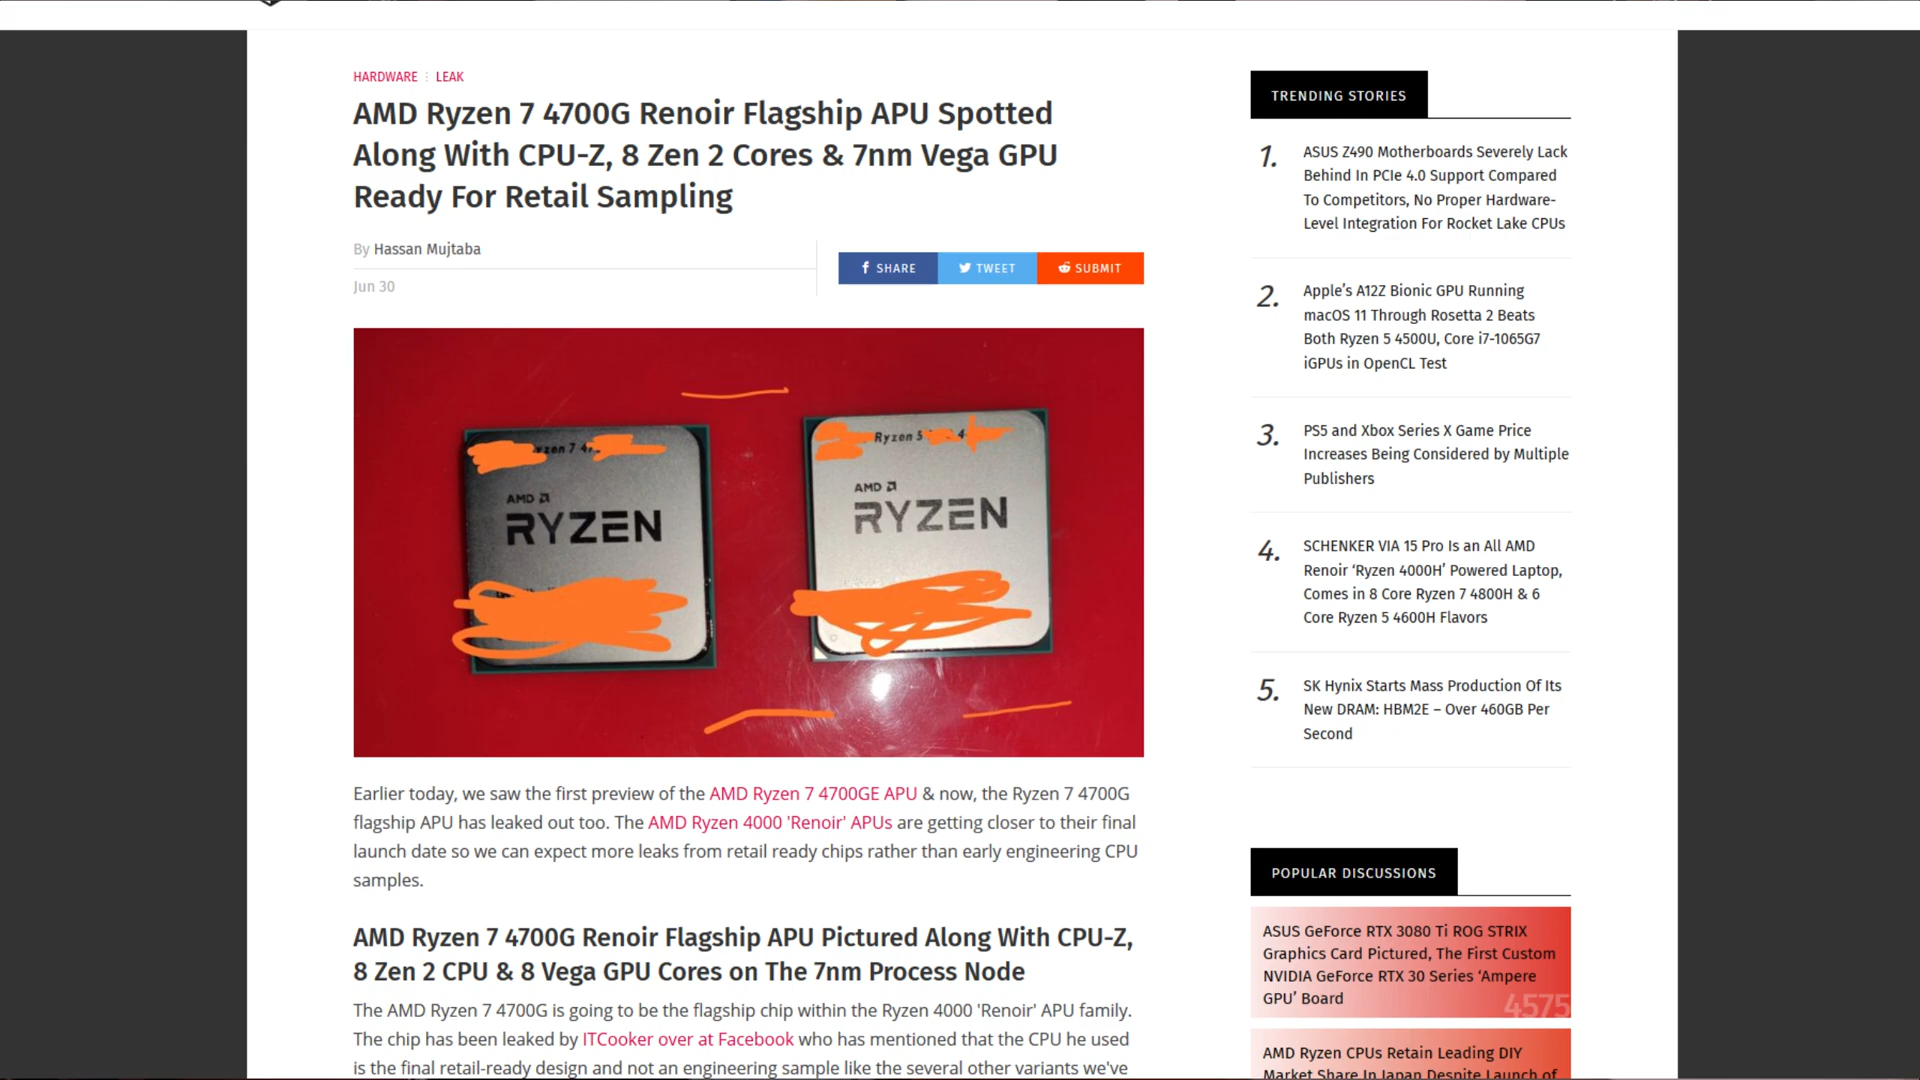 HARDWARE LEAK
AMD Ryzen 7 4700G Renoir Flagship APU Spotted
Along With CPU-Z, 8 Zen 2 Cores & 7nm Vega GPU
Ready For Retail Sampling
By Hassan Mujtaba
Jun 30
SHARE TWEET SUBMIT
zen 7 4
AMD
RYZEN
Ryzen 5 4
AMD
RYZEN
Earlier today, we saw the first preview of the AMD Ryzen 7 4700GE APU & now, the Ryzen 7 4700G
flagship APU has leaked out too. The AMD Ryzen 4000 'Renoir' APUs are getting closer to their final
launch date so we can expect more leaks from retail ready chips rather than early engineering CPU
samples.
AMD Ryzen 7 4700G Renoir Flagship APU Pictured Along With CPU-Z,
8 Zen 2 CPU & 8 Vega GPU Cores on The 7nm Process Node
The AMD Ryzen 7 4700G is going to be the flagship chip within the Ryzen 4000 'Renoir' APU family.
The chip has been leaked by ITCooker over at Facebook who has mentioned that the CPU he used
is the final retail-ready design and not an engineering sample like the several other variants we've
TRENDING STORIES
1. ASUS Z490 Motherboards Severely Lack
Behind In PCIe 4.0 Support Compared
To Competitors, No Proper Hardware-
Level Integration For Rocket Lake CPUs
2. Apple’s A12Z Bionic GPU Running
macOS 11 Through Rosetta 2 Beats
Both Ryzen 5 4500U, Core i7-1065G7
iGPUs in OpenCL Test
3. PS5 and Xbox Series X Game Price
Increases Being Considered by Multiple
Publishers
4. SCHENKER VIA 15 Pro Is an All AMD
Renoir ‘Ryzen 4000H’ Powered Laptop,
Comes in 8 Core Ryzen 7 4800H & 6
Core Ryzen 5 4600H Flavors
5. SK Hynix Starts Mass Production Of Its
New DRAM: HBM2E – Over 460GB Per
Second
POPULAR DISCUSSIONS
ASUS GeForce RTX 3080 Ti ROG STRIX
Graphics Card Pictured, The First Custom
NVIDIA GeForce RTX 30 Series ‘Ampere
GPU’ Board
4575
AMD Ryzen CPUs Retain Leading DIY
Market Share In Japan Despite Launch of